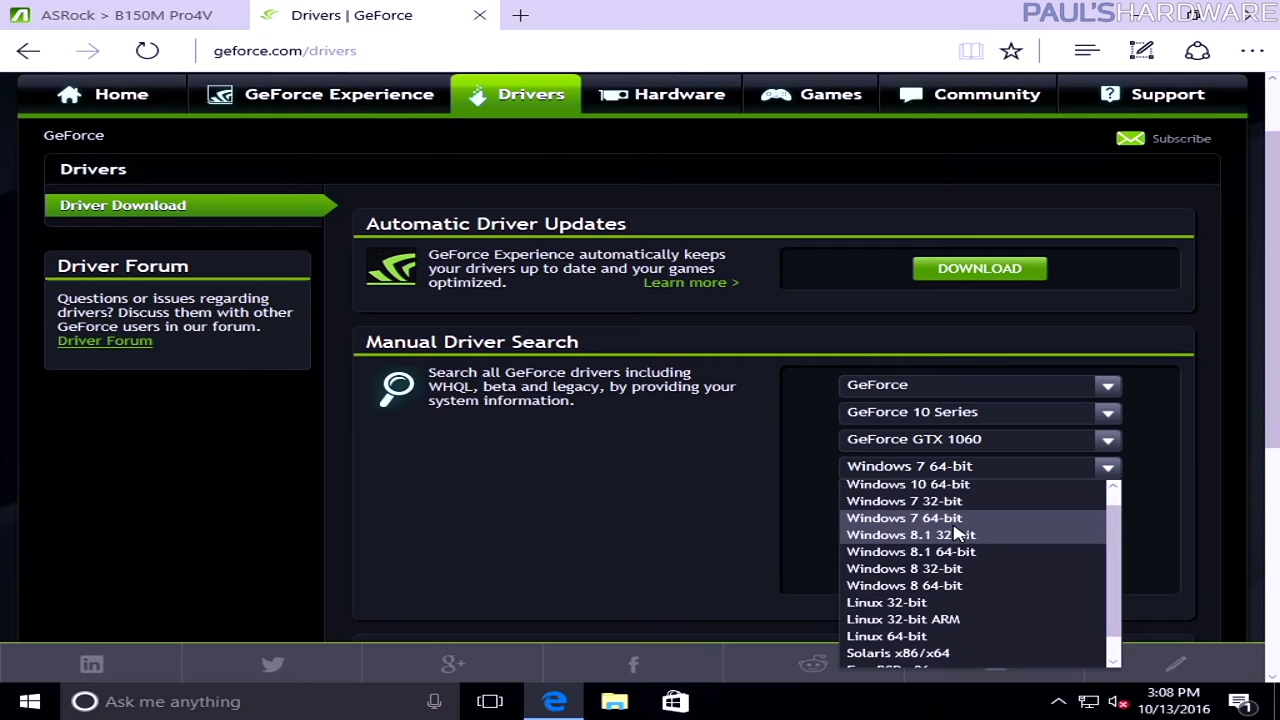 ASRock > B150M Pro4V
Drivers | GeForce
PAUL'SHARDWARE
geforce.com/drivers
Home
GeForce Experience
Drivers
Hardware
Games
Community
Support
GeForce
Subscribe
Drivers
Driver Download
Driver Forum
Questions or issues regarding
drivers? Discuss them with other
GeForce users in our forum.
Driver Forum
Automatic Driver Updates
GeForce Experience automatically keeps
your drivers up to date and your games
optimized. Learn more >
DOWNLOAD
Manual Driver Search
Search all GeForce drivers including
WHQL, beta and legacy, by providing your
system information.
GeForce
GeForce 10 Series
GeForce GTX 1060
Windows 7 64-bit
Windows 10 64-bit
Windows 7 32-bit
Windows 7 64-bit
Windows 8.1 32-bit
Windows 8.1 64-bit
Windows 8 32-bit
Windows 8 64-bit
Linux 32-bit
Linux 32-bit ARM
Linux 64-bit
Solaris x86/x64
in
g+
f
Ask me anything
3:08 PM
10/13/2016
1